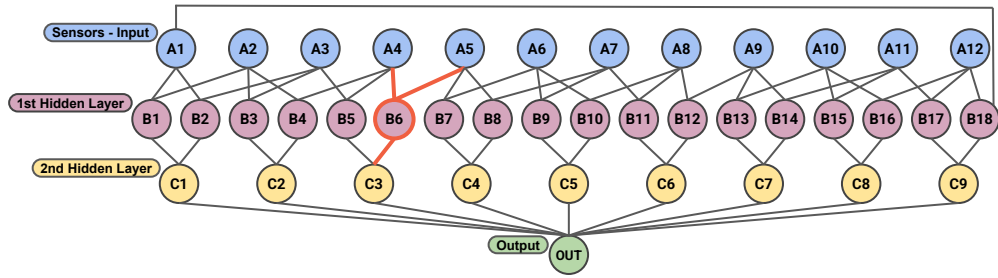 Sensors - Input
A1 A2 A3 A4 A5 A6 A7 A8 A9 A10 A11 A12
1st Hidden Layer
B1 B2 B3 B4 B5 B6 B7 B8 B9 B10 B11 B12 B13 B14 B15 B16 B17 B18
2nd Hidden Layer
C1 C2 C3 C4 C5 C6 C7 C8 C9
Output
OUT